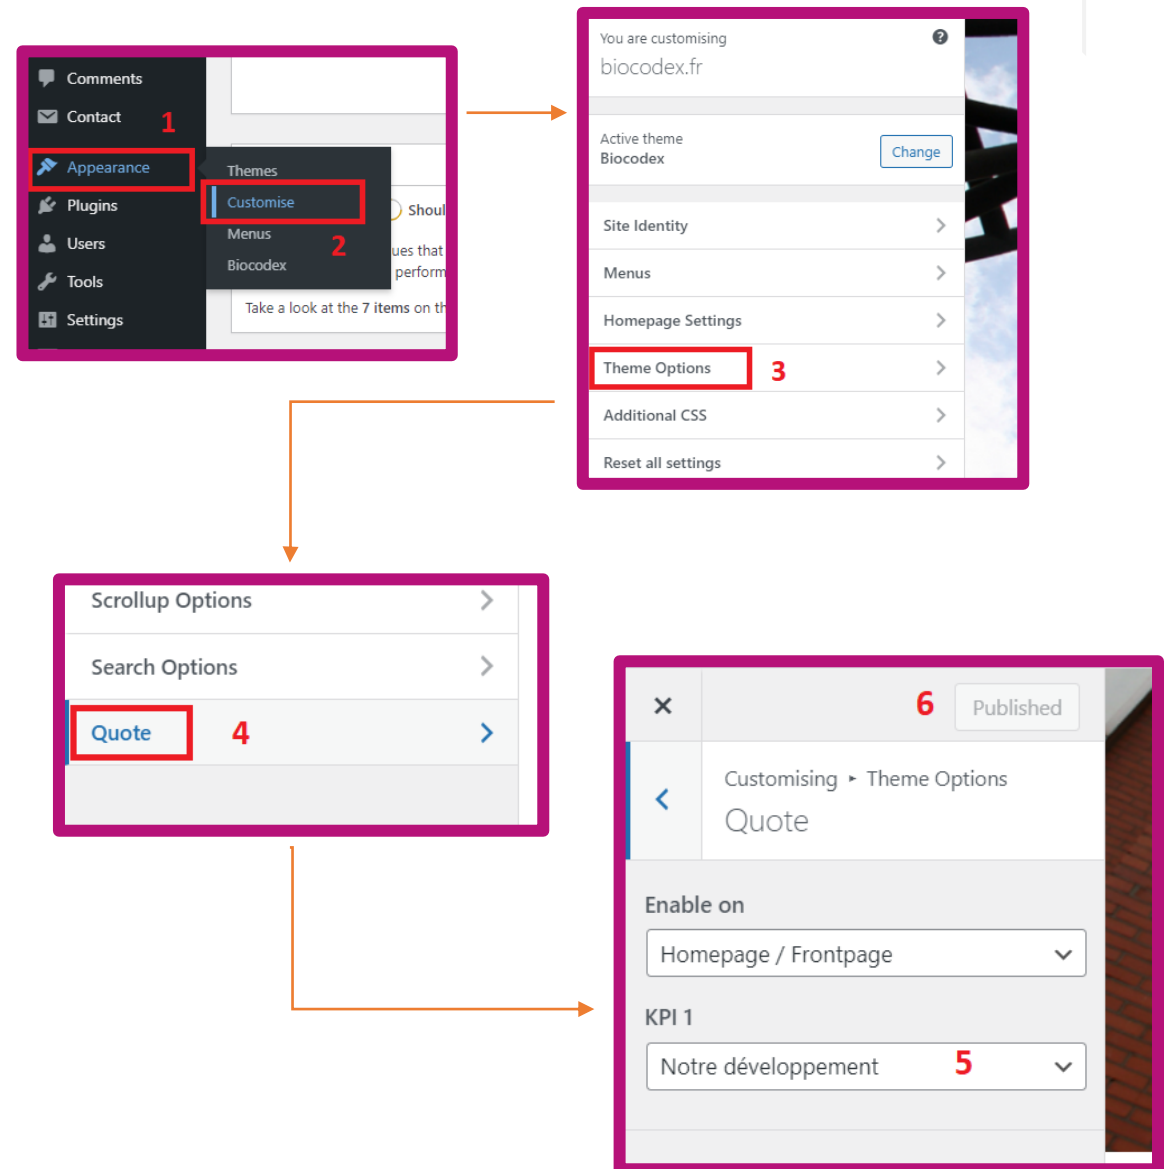 Comments
Contact
1
Appearance
Themes
Plugins
Customise
Shoul
Users
Menus
2
ues that
Tools
Biocodex
perform
Settings
Take a look at the 7 items on th
You are customising
biocodex.fr
Active theme
Biocodex
Change
Site Identity
Menus
Homepage Settings
Theme Options
3
Additional CSS
Reset all settings
Scrollup Options
Search Options
Quote
4
6
Published
Customising ▸ Theme Options
Quote
Enable on
Homepage / Frontpage
KPI 1
Notre développement
5